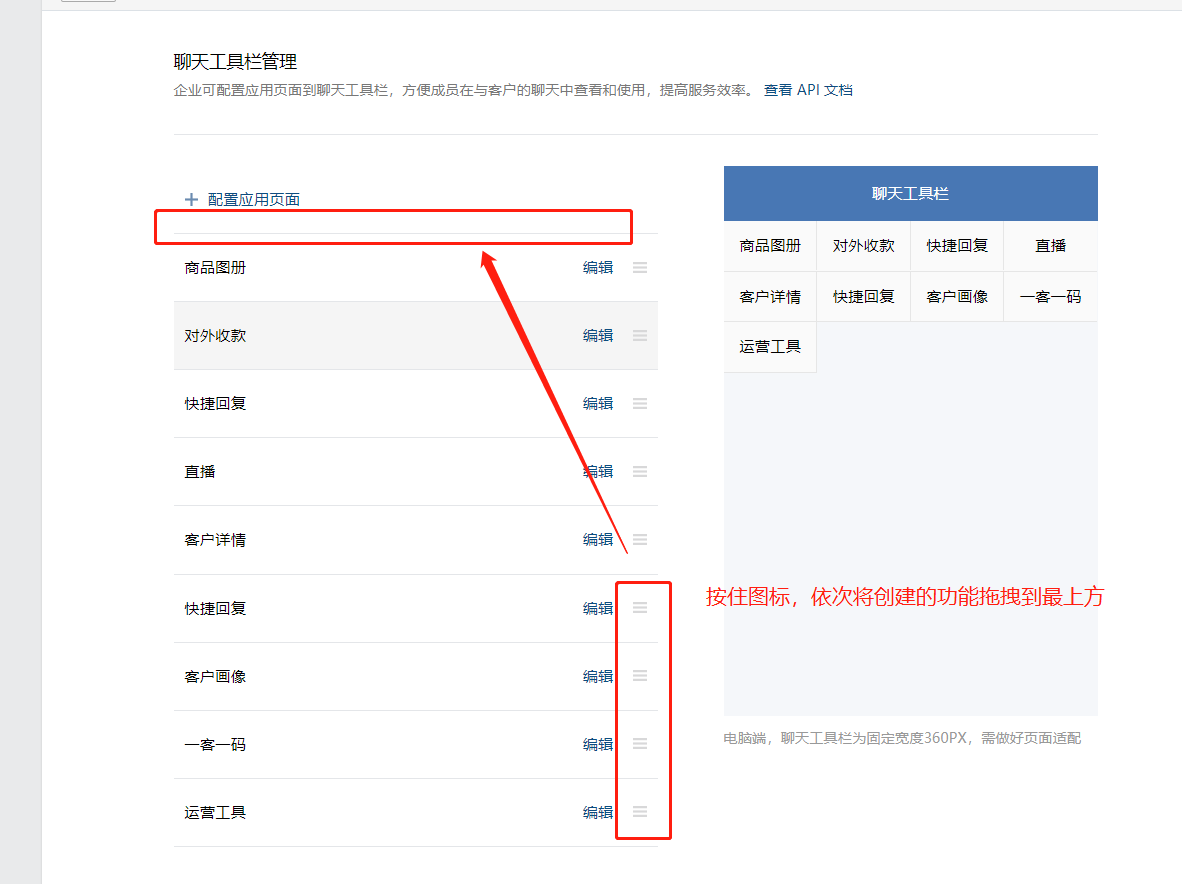 聊天工具栏管理
企业可配置应用页面到聊天工具栏，方便成员在与客户的聊天中查看和使用，提高服务效率。 查看 API 文档
+ 配置应用页面
商品图册 编辑
对外收款 编辑
快捷回复 编辑
直播 编辑
客户详情 编辑
快捷回复 编辑
客户画像 编辑
一客一码 编辑
运营工具 编辑
聊天工具栏
商品图册 对外收款 快捷回复 直播
客户详情 快捷回复 客户画像 一客一码
运营工具
按住图标，依次将创建的功能拖拽到最上方
电脑端，聊天工具栏为固定宽度360PX，需做好页面适配